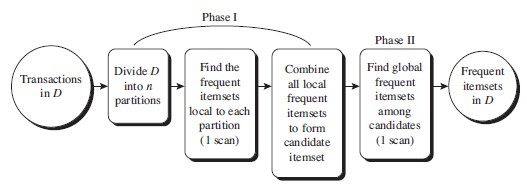 Phase I
Phase II
Transactions
in D
Divide D
into n
partitions
Find the
frequent
itemsets
local to each
partition
(1 scan)
Combine
all local
frequent
itemsets
to form
candidate
itemset
Find global
frequent
itemsets
among
candidates
(1 scan)
Frequent
itemsets
in D